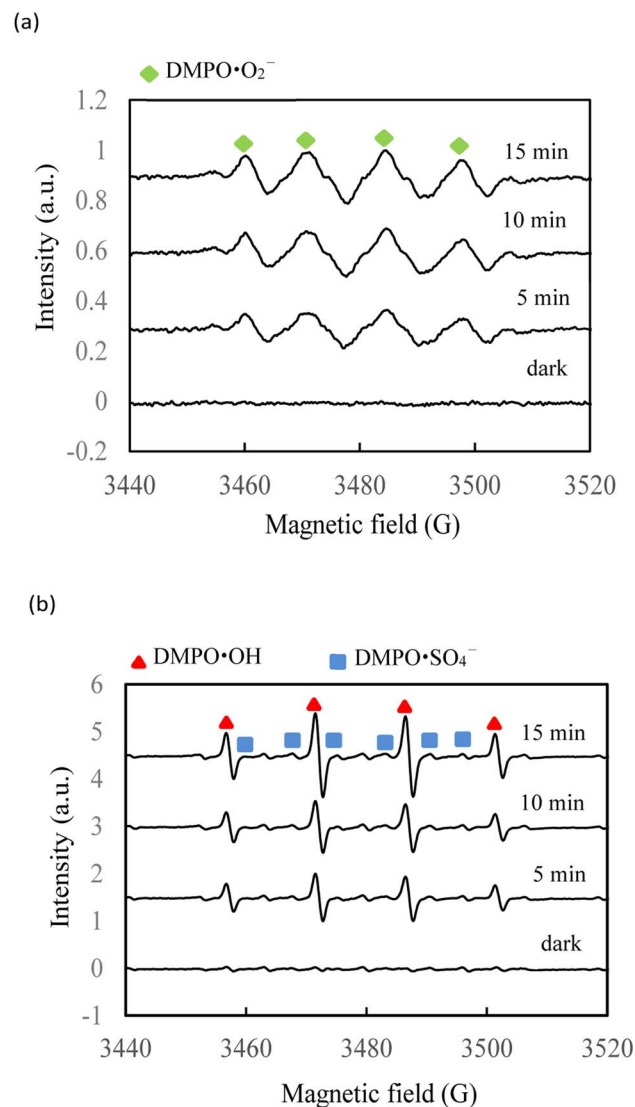 (a)
DMPO•O₂⁻
1.2
1
0.8
0.6
0.4
0.2
0
-0.2
Intensity (a.u.)
15 min
10 min
5 min
dark
3440 3460 3480 3500 3520
Magnetic field (G)
(b)
DMPO•OH DMPO•SO₄⁻
6
5
4
3
2
1
0
-1
Intensity (a.u.)
15 min
10 min
5 min
dark
3440 3460 3480 3500 3520
Magnetic field (G)